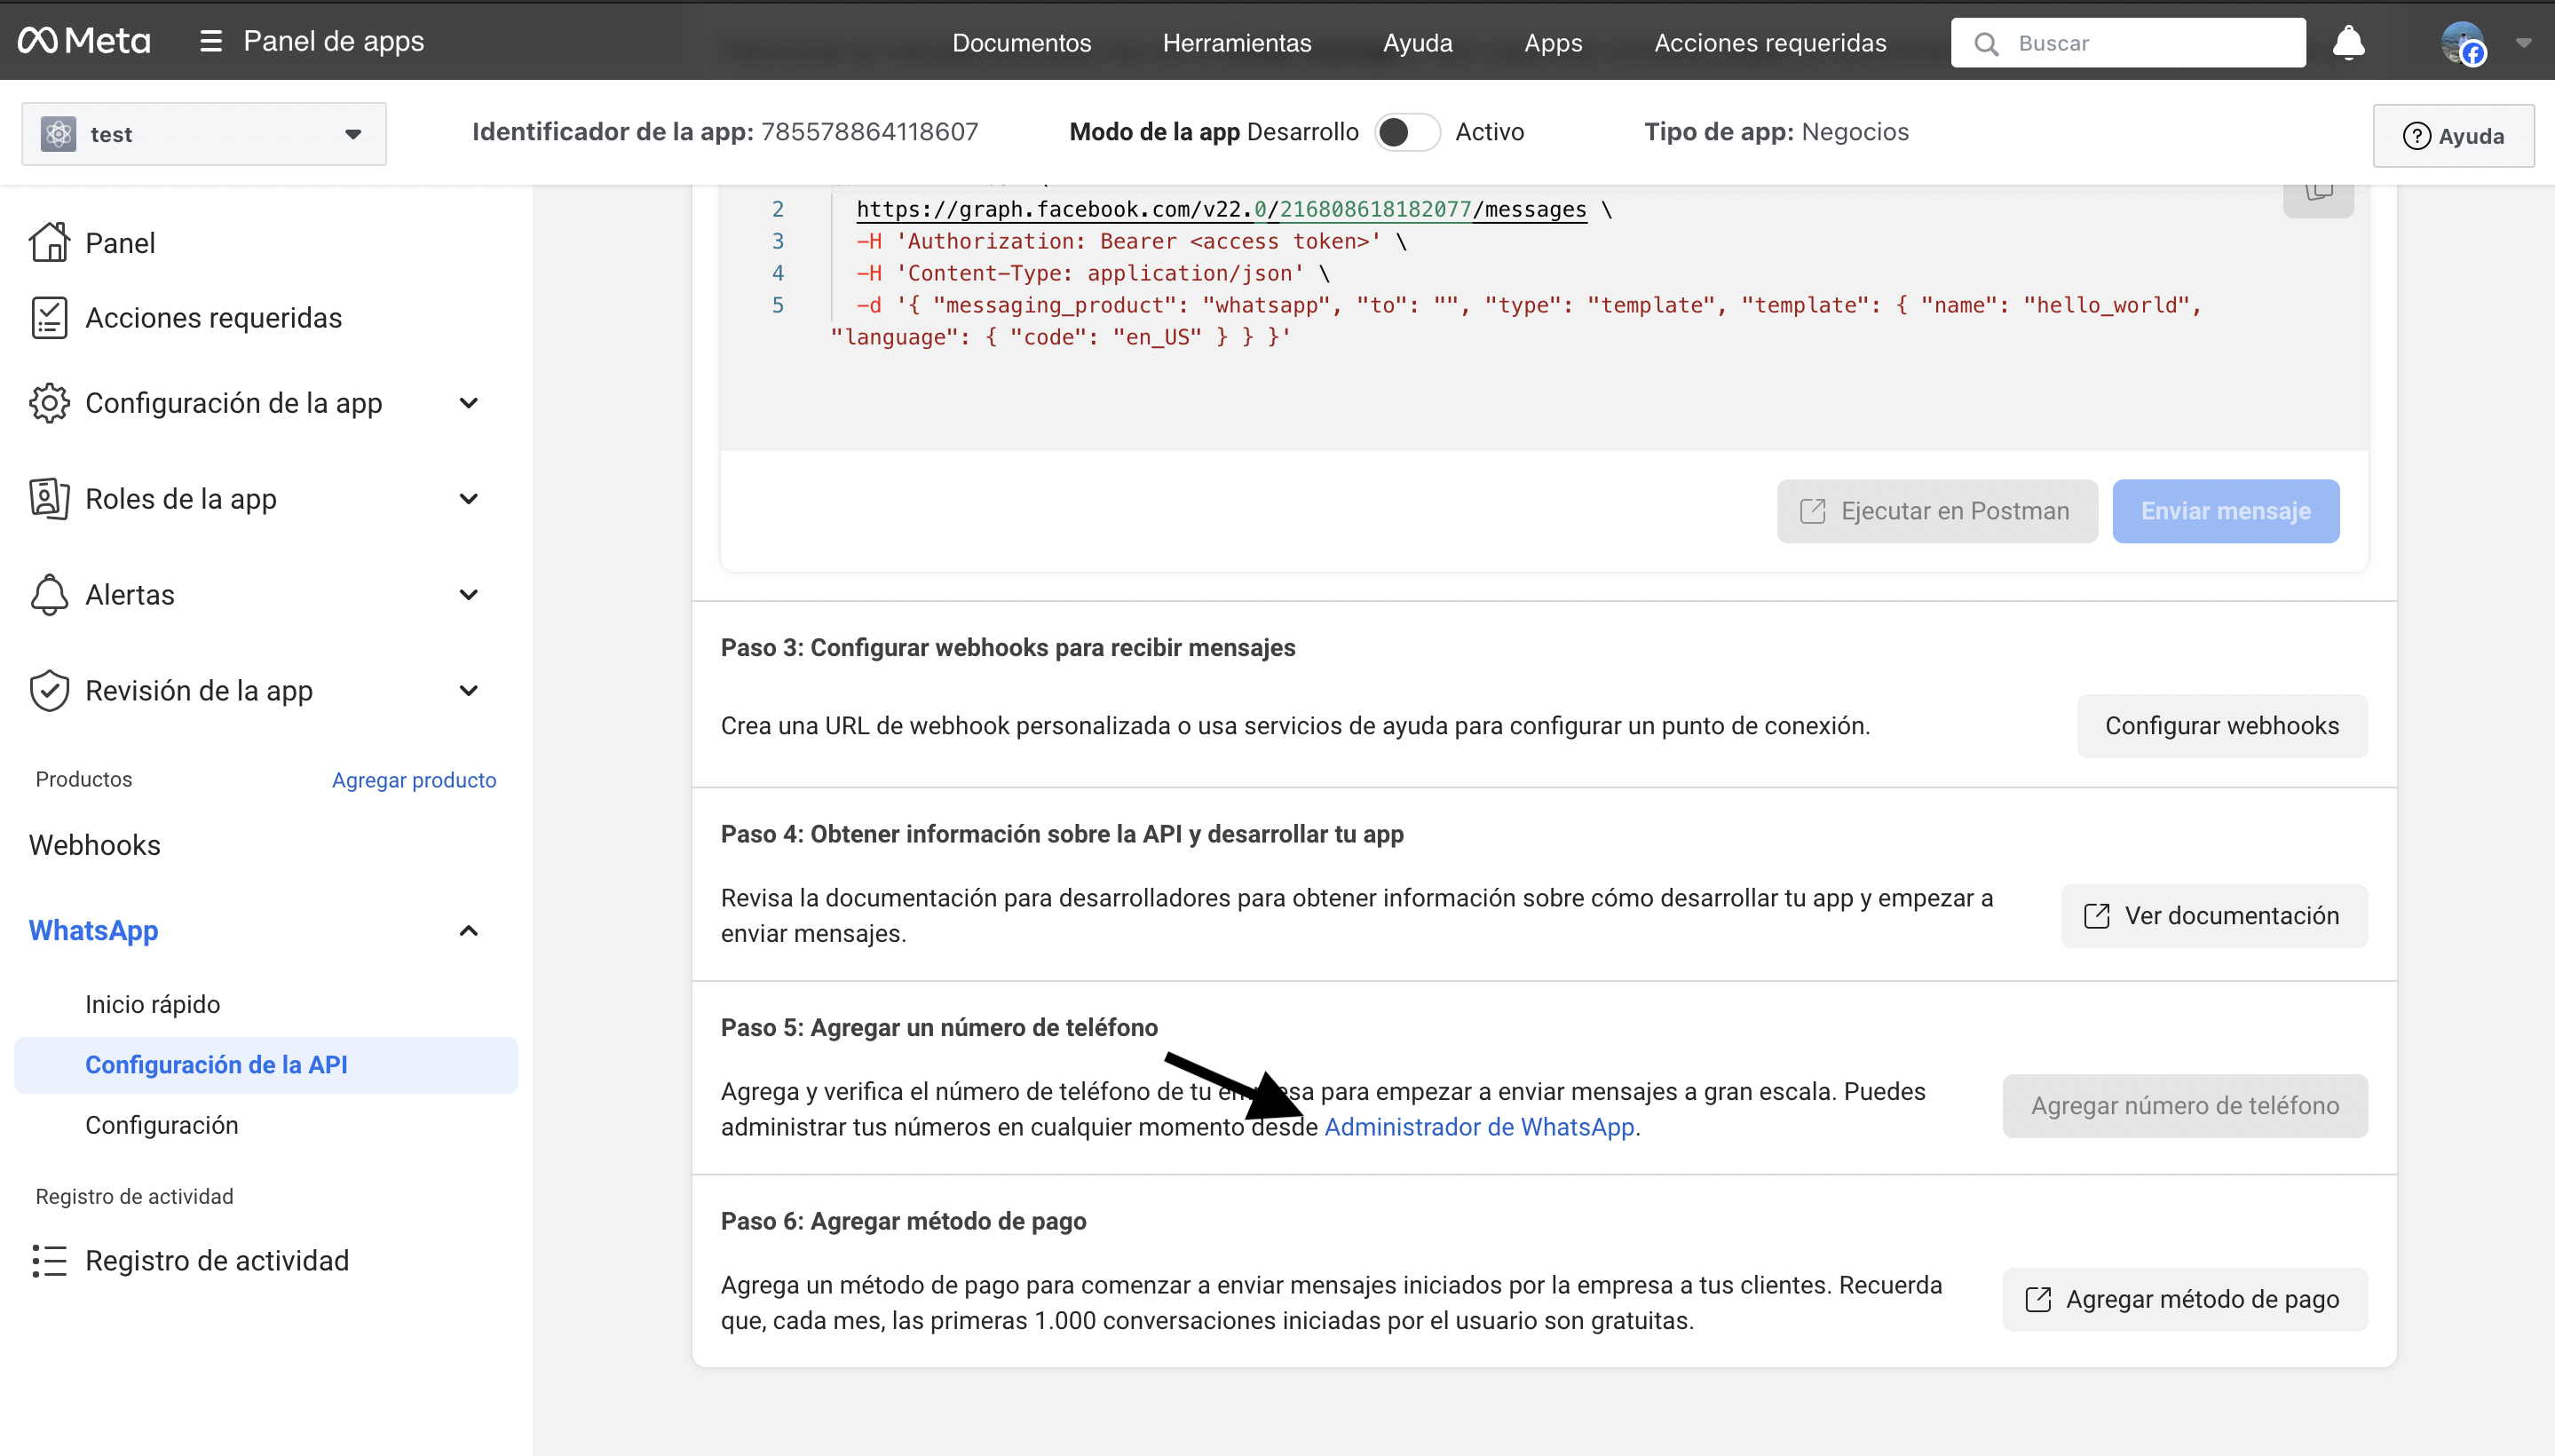 Meta
Panel de apps
Documentos
Herramientas
Ayuda
Apps
Acciones requeridas
Buscar
test
Identificador de la app: 785578864118607
Modo de la app Desarrollo
Activo
Tipo de app: Negocios
Ayuda
Panel
Acciones requeridas
Configuración de la app
Roles de la app
Alertas
Revisión de la app
Productos
Agregar producto
Webhooks
WhatsApp
Inicio rápido
Configuración de la API
Configuración
Registro de actividad
Registro de actividad
2 https://graph.facebook.com/v22.0/216808618182077/messages \
3 -H 'Authorization: Bearer <access token>' \
4 -H 'Content-Type: application/json' \
5 -d '{ "messaging_product": "whatsapp", "to": "", "type": "template", "template": { "name": "hello_world",
"language": { "code": "en_US" } } }'
Ejecutar en Postman
Enviar mensaje
Paso 3: Configurar webhooks para recibir mensajes
Crea una URL de webhook personalizada o usa servicios de ayuda para configurar un punto de conexión.
Configurar webhooks
Paso 4: Obtener información sobre la API y desarrollar tu app
Revisa la documentación para desarrolladores para obtener información sobre cómo desarrollar tu app y empezar a
enviar mensajes.
Ver documentación
Paso 5: Agregar un número de teléfono
Agrega y verifica el número de teléfono de tu empresa para empezar a enviar mensajes a gran escala. Puedes
administrar tus números en cualquier momento desde Administrador de WhatsApp.
Agregar número de teléfono
Paso 6: Agregar método de pago
Agrega un método de pago para comenzar a enviar mensajes iniciados por la empresa a tus clientes. Recuerda
que, cada mes, las primeras 1.000 conversaciones iniciadas por el usuario son gratuitas.
Agregar método de pago